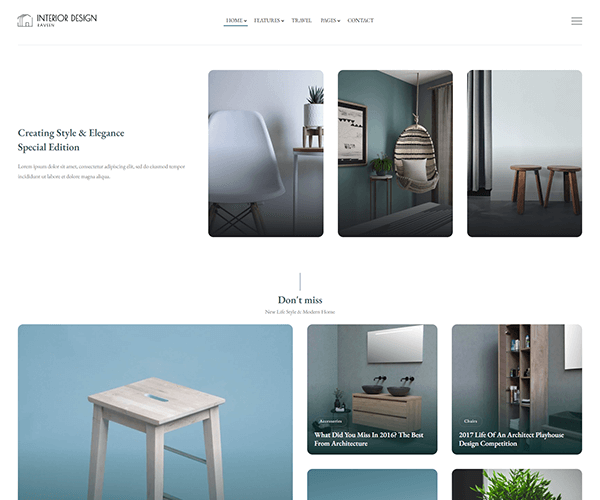 INTERIOR DESIGN
RAVEEN
HOME FEATURES TRAVEL PAGES CONTACT
Creating Style & Elegance
Special Edition
Lorem ipsum dolor sit amet, consectetur adipiscing elit, sed do eiusmod tempor
incididunt ut labore et dolore magna aliqua.
Don't miss
New Life Style & Modern Home
Accessories
What Did You Miss In 2016? The Best
From Architecture
Chairs
2017 Life Of An Architect Playhouse
Design Competition